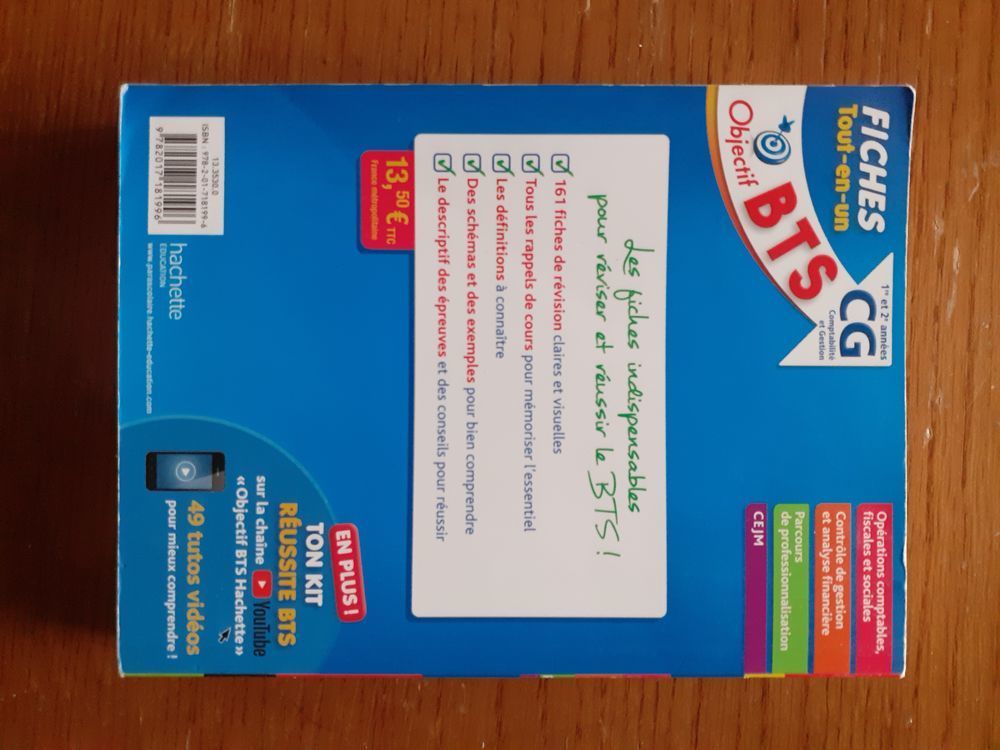 FICHES
Tout-en-un
Objectif
BTS
1re et 2e années
CG
Comptabilité
et Gestion
Opérations comptables,
fiscales et sociales
Contrôle de gestion
et analyse financière
Parcours
de professionnalisation
CEJM
Les fiches indispensables
pour réviser et réussir le BTS !
161 fiches de révision claires et visuelles
Tous les rappels de cours pour mémoriser l'essentiel
Les définitions à connaître
Des schémas et des exemples pour bien comprendre
Le descriptif des épreuves et des conseils pour réussir
13,50 € TTC
France métropolitaine
EN PLUS !
TON KIT
RÉUSSITE BTS
sur la chaîne YouTube
« Objectif BTS Hachette »
49 tutos vidéos
pour mieux comprendre !
13.3530.0
ISBN : 978-2-01-718199-6
9 782017 181996
hachette
ÉDUCATION
www.parascolaire.hachette-education.com